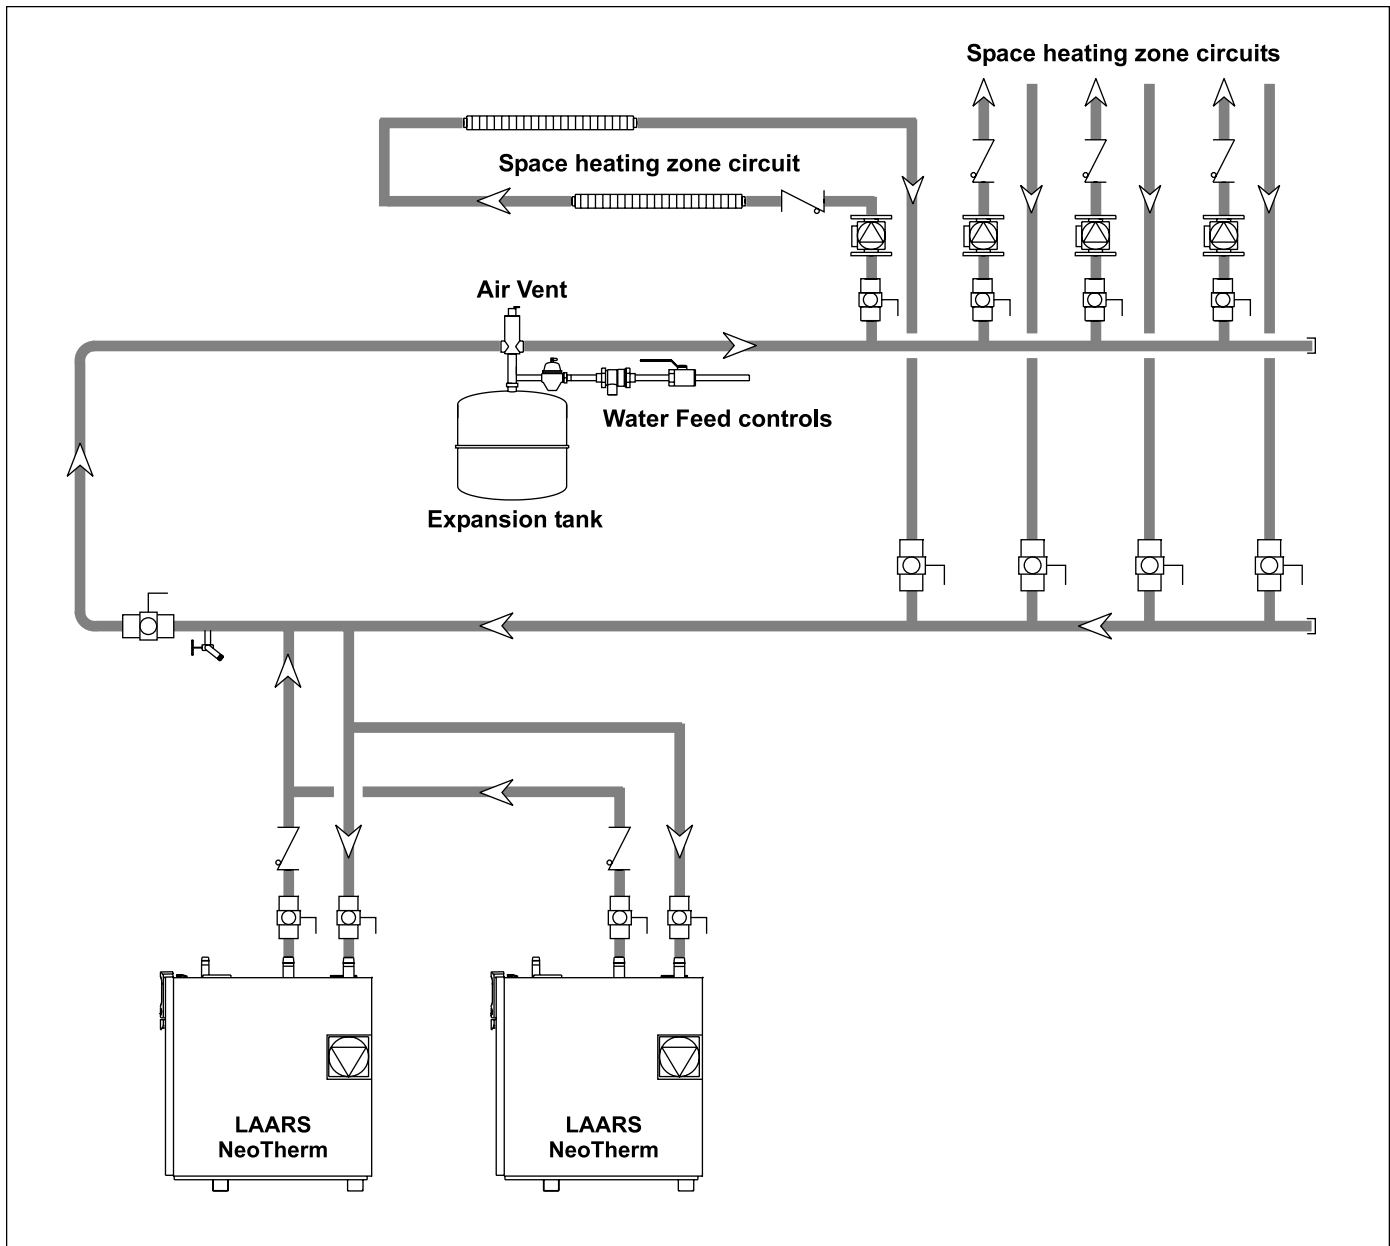 Space heating zone circuits
Space heating zone circuit
Air Vent
Water Feed controls
Expansion tank
LAARS
NeoTherm
LAARS
NeoTherm